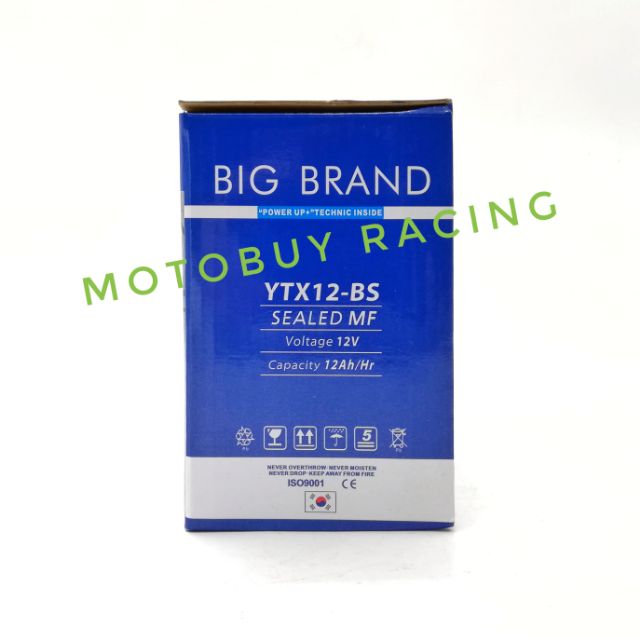 BIG BRAND
"POWER UP+"TECHNIC INSIDE
MOTOBUY RACING
YTX12-BS
SEALED MF
Voltage 12V
Capacity 12Ah/Hr
5
Pb
NEVER OVERTHROW·NEVER MOISTEN
NEVER DROP·KEEP AWAY FROM FIRE
ISO9001 CE